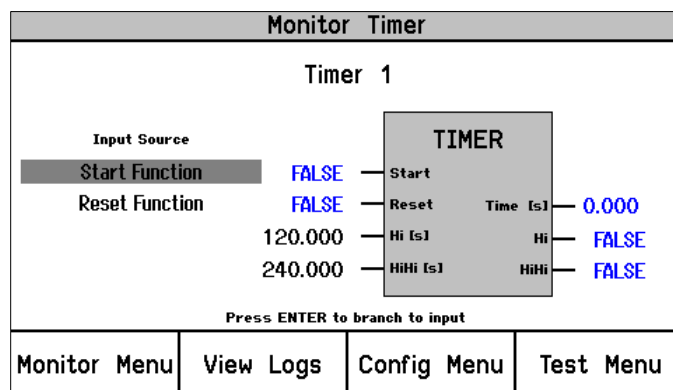 Monitor Timer
Timer 1
Input Source
TIMER
Start Function FALSE Start
Reset Function FALSE Reset Time [s] 0.000
120.000 Hi [s] Hi FALSE
240.000 HiHi [s] HiHi FALSE
Press ENTER to branch to input
Monitor Menu View Logs Config Menu Test Menu